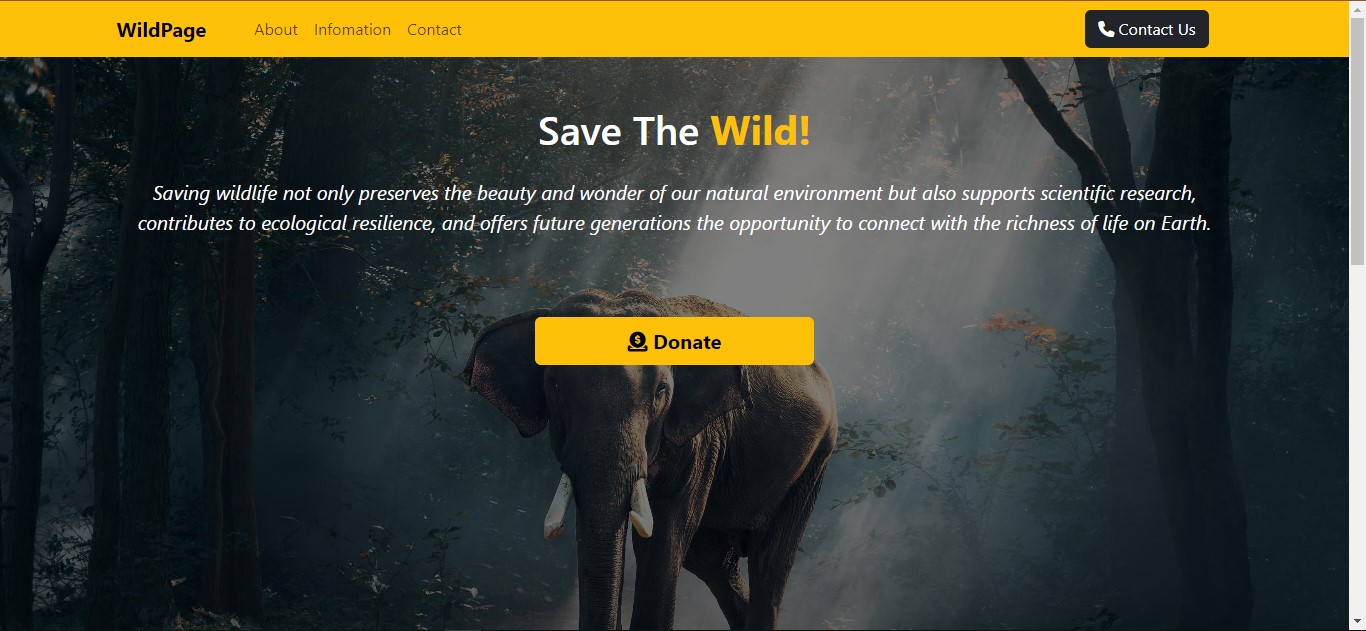 WildPage About Infomation Contact Contact Us
Save The Wild!
Saving wildlife not only preserves the beauty and wonder of our natural environment but also supports scientific research,
contributes to ecological resilience, and offers future generations the opportunity to connect with the richness of life on Earth.
Donate